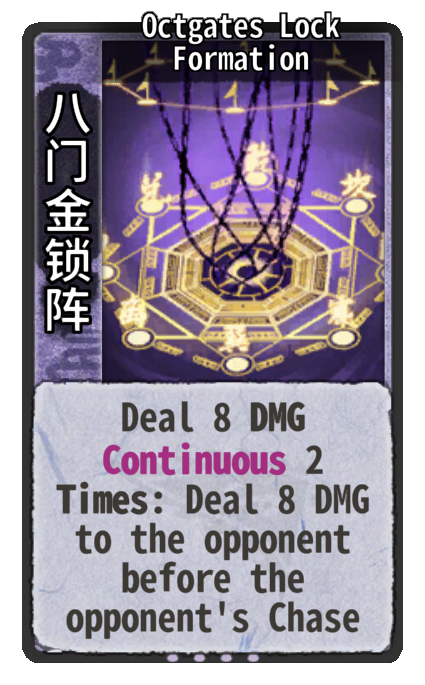 Octgates Lock
Formation
八门金锁阵
Deal 8 DMG
Continuous 2
Times: Deal 8 DMG
to the opponent
before the
opponent's Chase